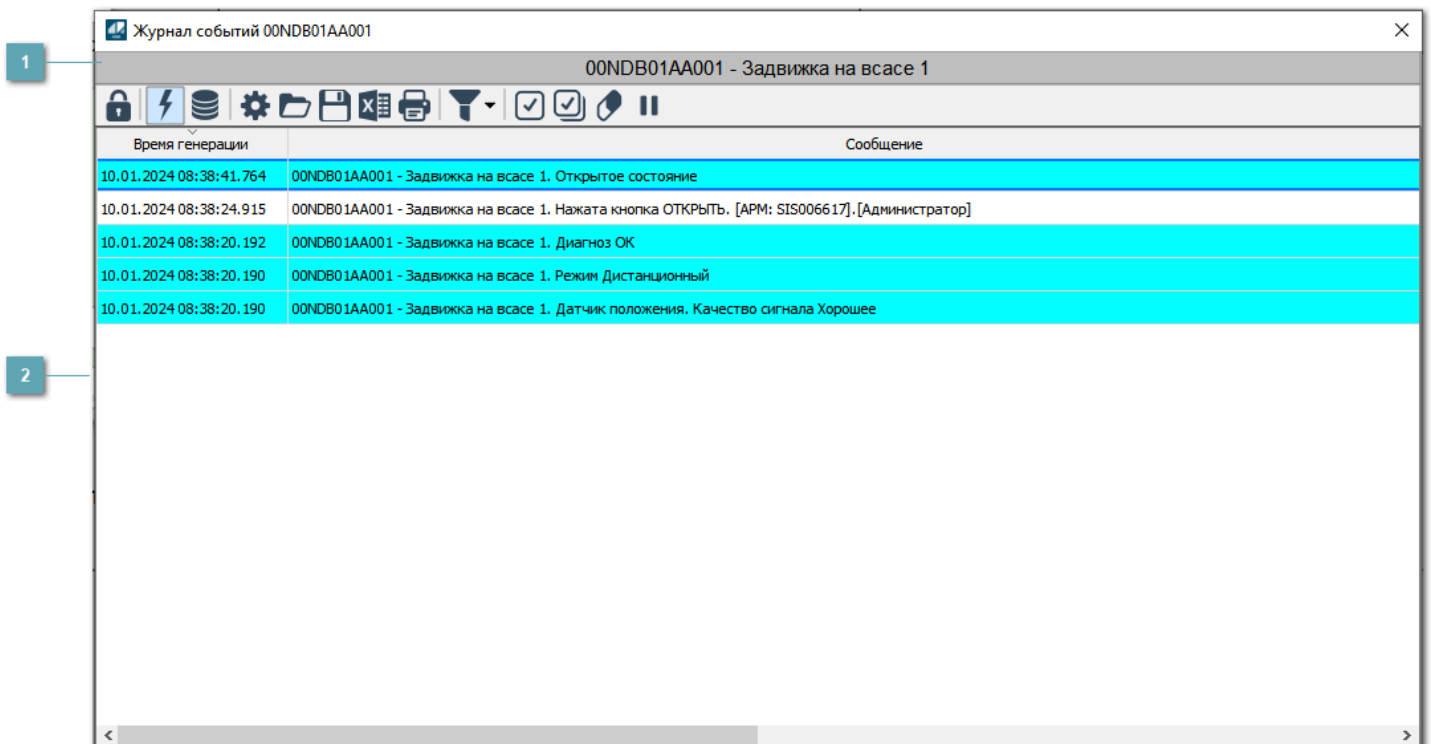 Журнал событий 00NDB01AA001
1
00NDB01AA001 - Задвижка на всасе 1
Время генерации Сообщение
10.01.2024 08:38:41.764 00NDB01AA001 - Задвижка на всасе 1. Открытое состояние
10.01.2024 08:38:24.915 00NDB01AA001 - Задвижка на всасе 1. Нажата кнопка ОТКРЫТЬ. [АРМ: SIS006617].[Администратор]
10.01.2024 08:38:20.192 00NDB01AA001 - Задвижка на всасе 1. Диагноз ОК
10.01.2024 08:38:20.190 00NDB01AA001 - Задвижка на всасе 1. Режим Дистанционный
10.01.2024 08:38:20.190 00NDB01AA001 - Задвижка на всасе 1. Датчик положения. Качество сигнала Хорошее
2